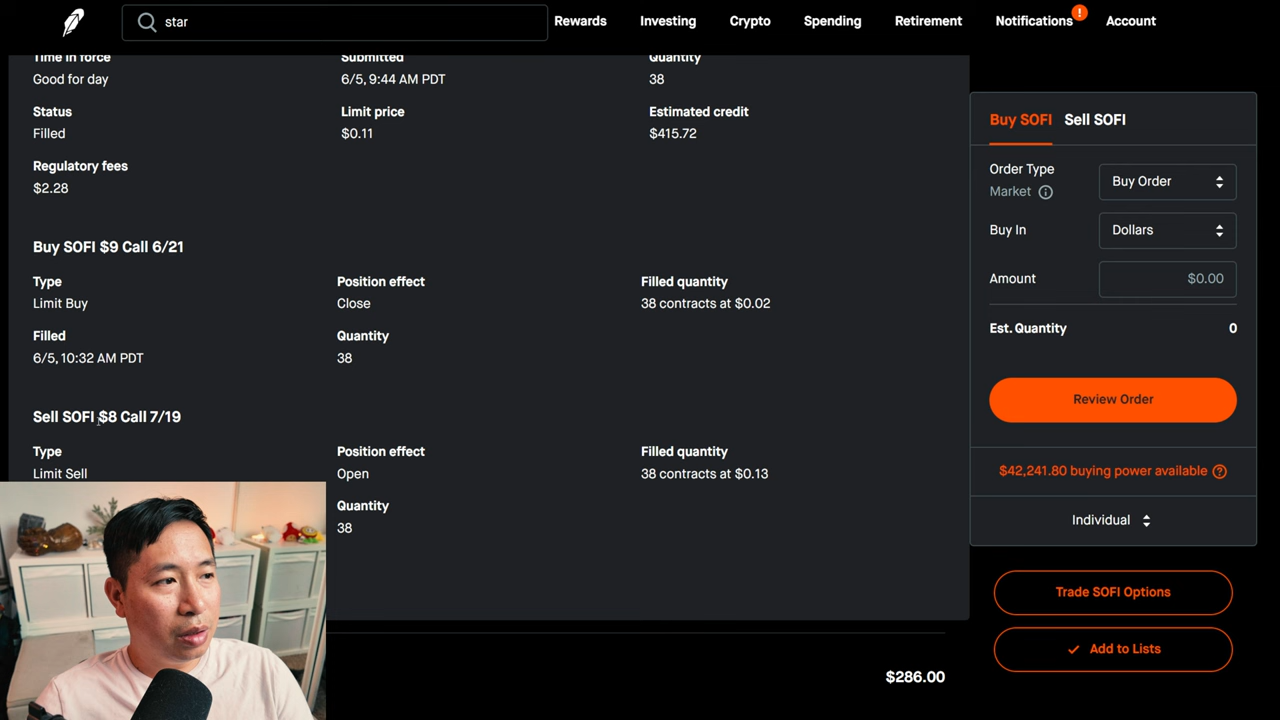 star
Rewards
Investing
Crypto
Spending
Retirement
Notifications
!
Account
Time in force
Submitted
Quantity
Good for day
6/5, 9:44 AM PDT
38
Status
Limit price
Estimated credit
Filled
$0.11
$415.72
Regulatory fees
$2.28
Buy SOFI $9 Call 6/21
Type
Position effect
Filled quantity
Limit Buy
Close
38 contracts at $0.02
Filled
Quantity
6/5, 10:32 AM PDT
38
Sell SOFI $8 Call 7/19
Type
Position effect
Filled quantity
Limit Sell
Open
38 contracts at $0.13
Quantity
38
$286.00
Buy SOFI
Sell SOFI
Order Type
Market
Buy Order
Buy In
Dollars
Amount
$0.00
Est. Quantity
0
Review Order
$42,241.80 buying power available
Individual
Trade SOFI Options
Add to Lists